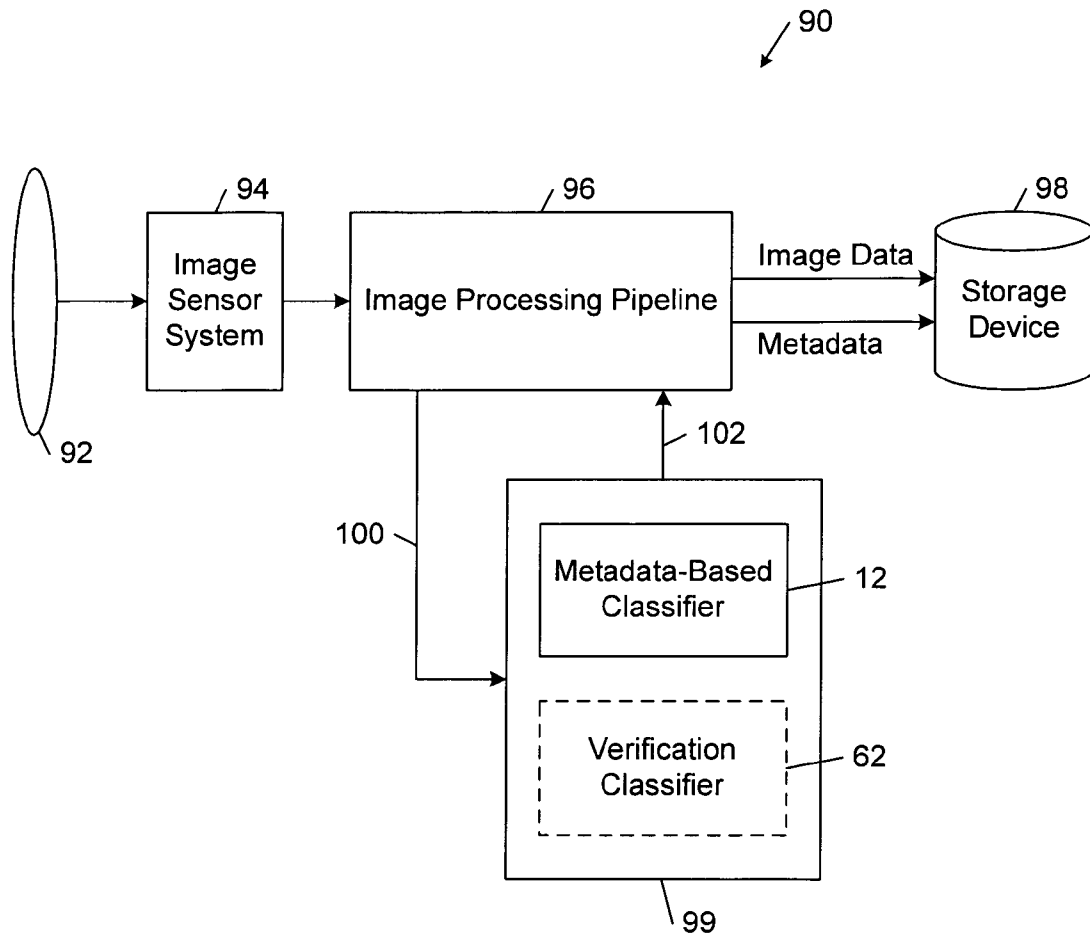 90
94
96
98
Image
Sensor
System
Image Processing Pipeline
Image Data
Metadata
Storage
Device
92
102
100
Metadata-Based
Classifier
12
Verification
Classifier
62
99